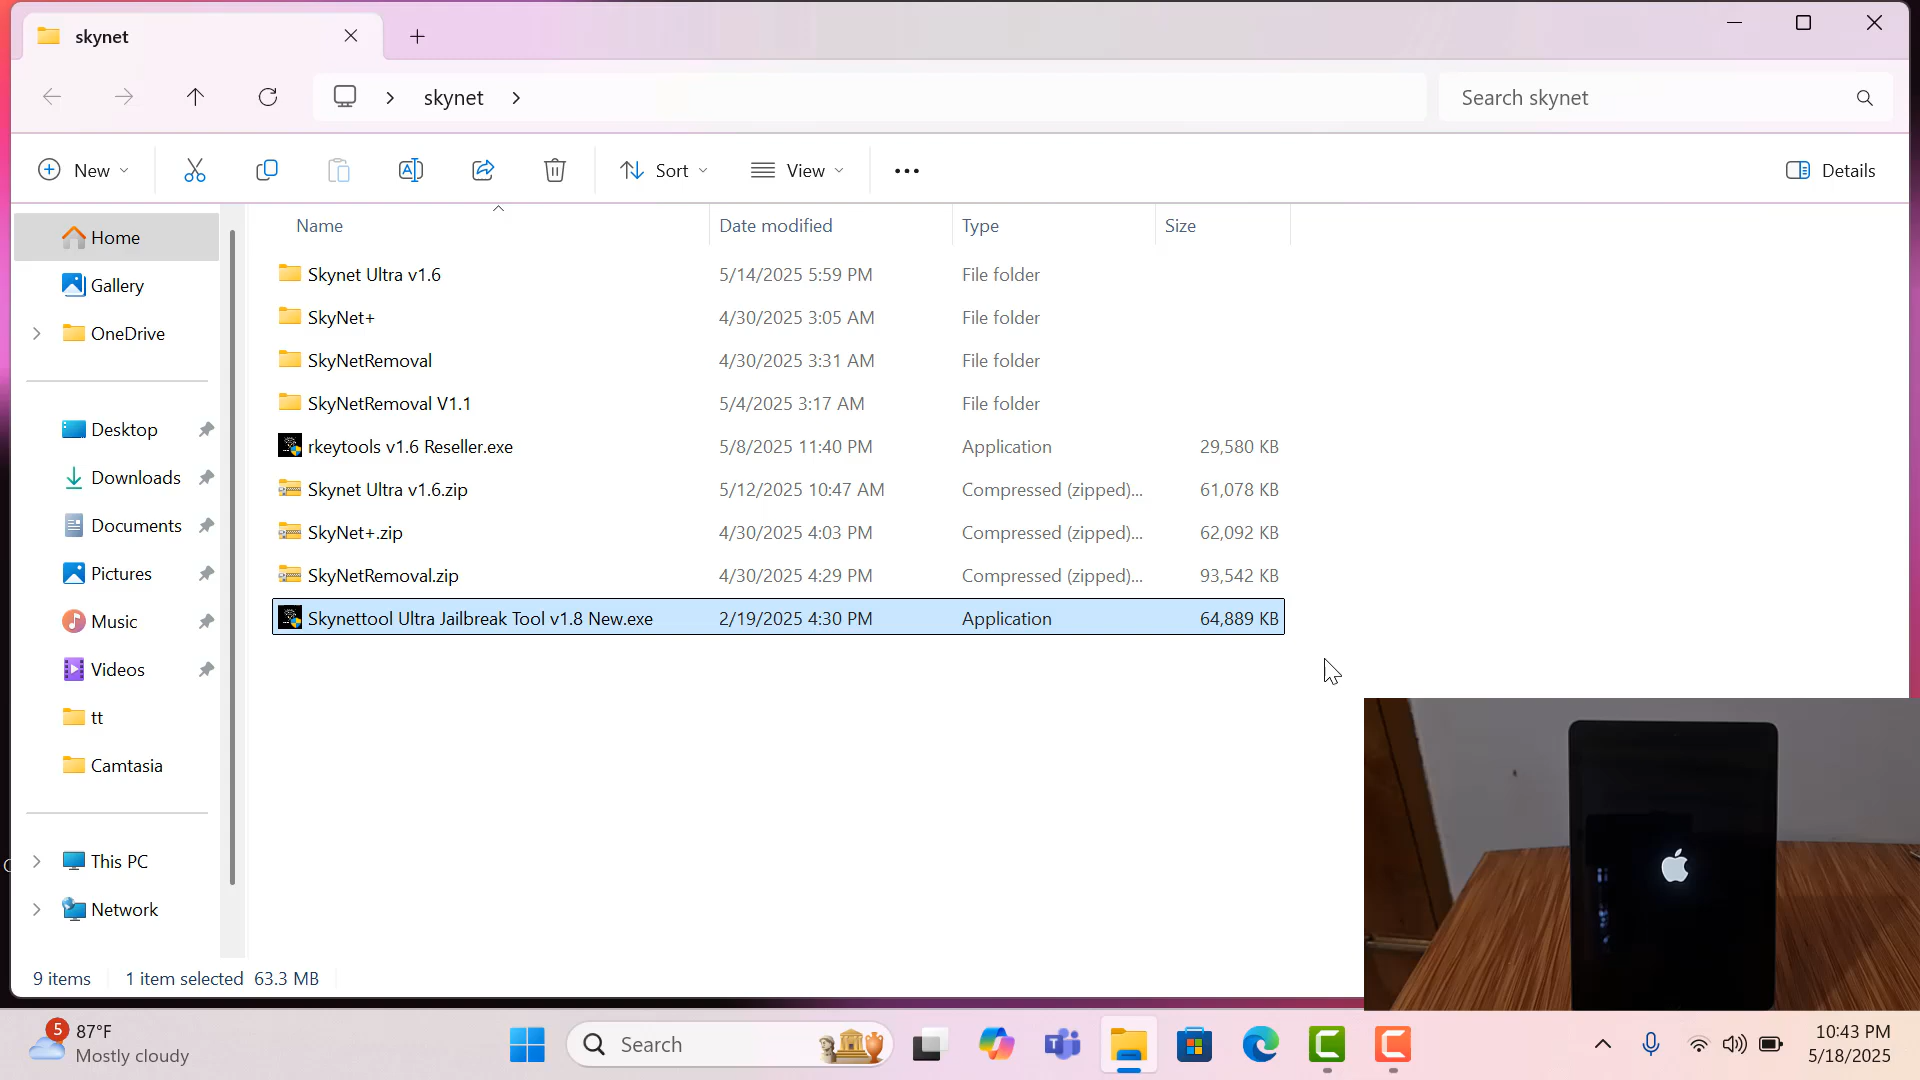 skynet
skynet
Search skynet
New
Sort
View
Details
Name Date modified Type Size
Home
Gallery
OneDrive
Desktop
Downloads
Documents
Pictures
Music
Videos
tt
Camtasia
This PC
Network
Skynet Ultra v1.6 5/14/2025 5:59 PM File folder
SkyNet+ 4/30/2025 3:05 AM File folder
SkyNetRemoval 4/30/2025 3:31 AM File folder
SkyNetRemoval V1.1 5/4/2025 3:17 AM File folder
rkeytools v1.6 Reseller.exe 5/8/2025 11:40 PM Application 29,580 KB
Skynet Ultra v1.6.zip 5/12/2025 10:47 AM Compressed (zipped)... 61,078 KB
SkyNet+.zip 4/30/2025 4:03 PM Compressed (zipped)... 62,092 KB
SkyNetRemoval.zip 4/30/2025 4:29 PM Compressed (zipped)... 93,542 KB
Skynettool Ultra Jailbreak Tool v1.8 New.exe 2/19/2025 4:30 PM Application 64,889 KB
9 items 1 item selected 63.3 MB
5
87°F
Mostly cloudy
Search
10:43 PM
5/18/2025